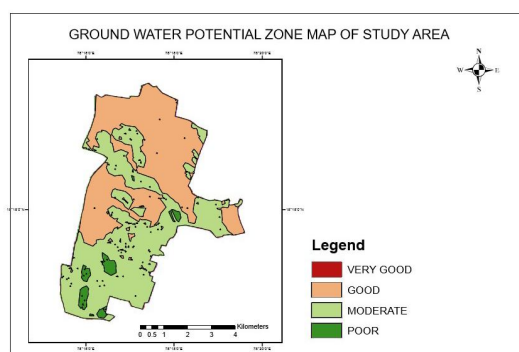 GROUND WATER POTENTIAL ZONE MAP OF STUDY AREA
N
W E
S
Legend
VERY GOOD
GOOD
MODERATE
POOR
Kilometers
0 0.5 1 2 3 4